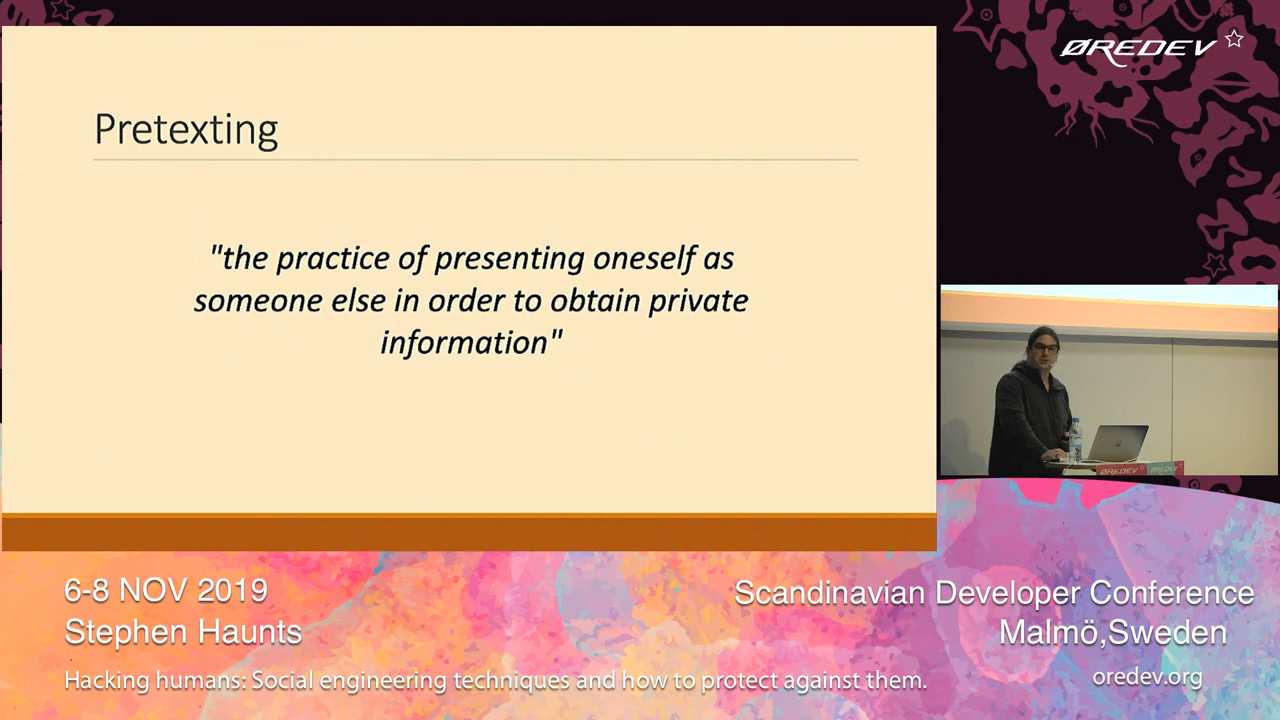 ØREDEV
Pretexting
"the practice of presenting oneself as
someone else in order to obtain private
information"
ØREDEV ØREDEV
6-8 NOV 2019
Stephen Haunts
Scandinavian Developer Conference
Malmö,Sweden
Hacking humans: Social engineering techniques and how to protect against them.
oredev.org